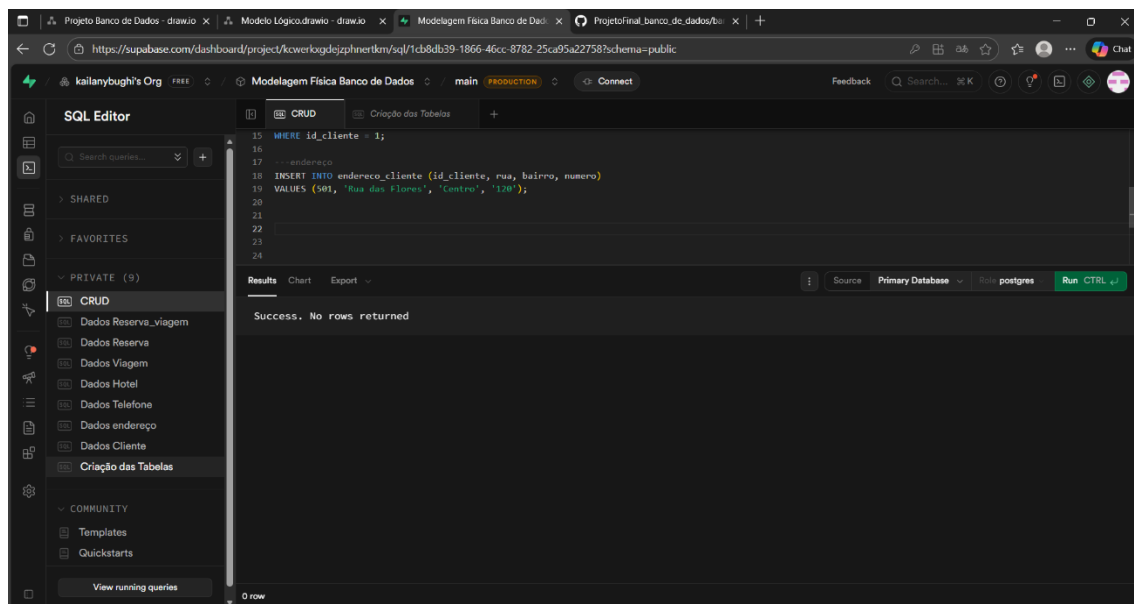 Projeto Banco de Dados - draw.io
Modelo Lógico.drawio - draw.io
Modelagem Física Banco de Dad
ProjetoFinal_banco_de_dados/ba
https://supabase.com/dashboard/project/kcwerkxgdejzphnertkm/sql/1cb8db39-1866-46cc-8782-25ca95a22758?schema=public
Chat
kailanybughi's Org FREE / Modelagem Física Banco de Dados / main PRODUCTION Connect
Feedback Search... K
SQL Editor
CRUD Criação das Tabelas
Search queries...
SHARED
FAVORITES
PRIVATE (9)
CRUD
Dados Reserva_viagem
Dados Reserva
Dados Viagem
Dados Hotel
Dados Telefone
Dados endereço
Dados Cliente
Criação das Tabelas
COMMUNITY
Templates
Quickstarts
View running queries
15 WHERE id_cliente = 1;
16
17 ---endereço
18 INSERT INTO endereco_cliente (id_cliente, rua, bairro, numero)
19 VALUES (501, 'Rua das Flores', 'Centro', '120');
20
21
22
23
24
Results Chart Export Source Primary Database Role postgres Run CTRL
Success. No rows returned
0 row